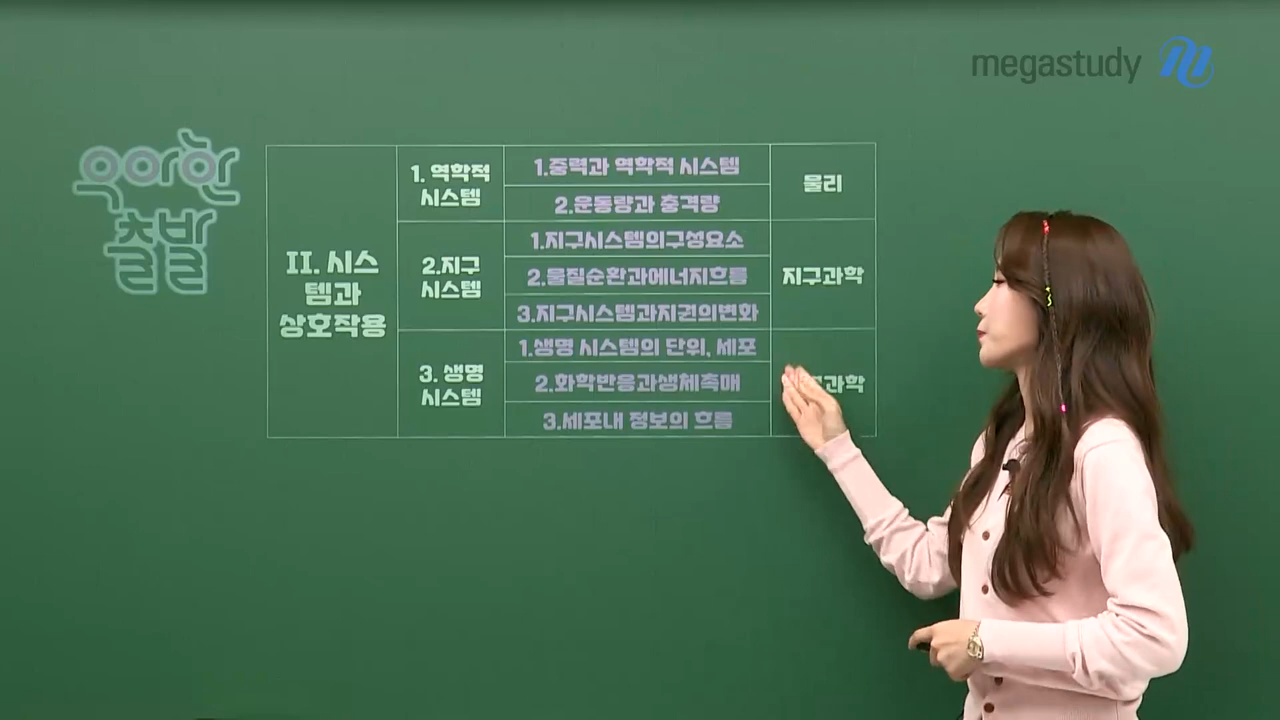 megastudy
우아한
출발
II. 시스
템과
상호작용
1. 역학적
시스템
1.중력과 역학적 시스템
2.운동량과 충격량
물리
2.지구
시스템
1.지구시스템의구성요소
2.물질순환과에너지흐름
3.지구시스템과지권의변화
지구과학
3. 생명
시스템
1.생명 시스템의 단위, 세포
2.화학반응과생체촉매
3.세포내 정보의 흐름
과학